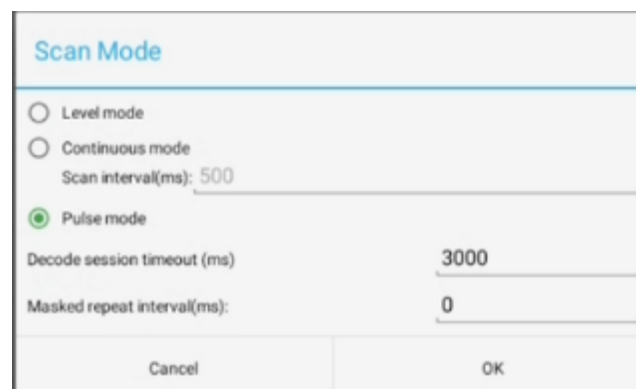 Scan Mode
Level mode
Continuous mode
Scan interval(ms): 500
Pulse mode
Decode session timeout (ms) 3000
Masked repeat interval(ms): 0
Cancel OK